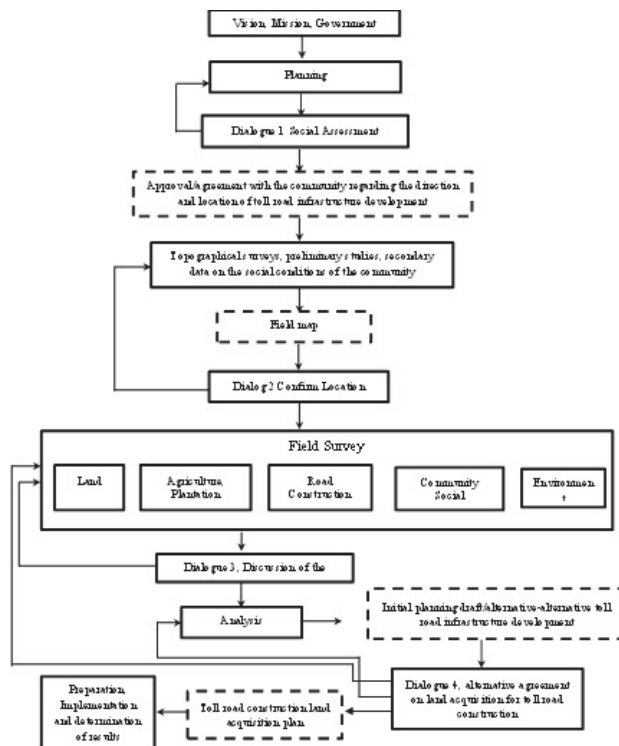 Vision, Mission, Government
Planning
Dialogue 1 Social Assessment
Approval/agreement with the community regarding the direction
and location of toll road infrastructure development
Topographical surveys, preliminary studies, secondary
data on the social conditions of the community
Field map
Dialog 2 Confirm Location
Field Survey
Land
Agriculture,
Plantation
Road
Construction
Community
Social
Environmen
t
Dialogue 3, Discussion of the
Analysis
Initial planning draft/alternative-alternative toll
road infrastructure development
Dialogue 4, alternative agreement
on land acquisition for toll road
construction
Toll road construction land
acquisition plan
Preparation,
Implementation
and determination
of results